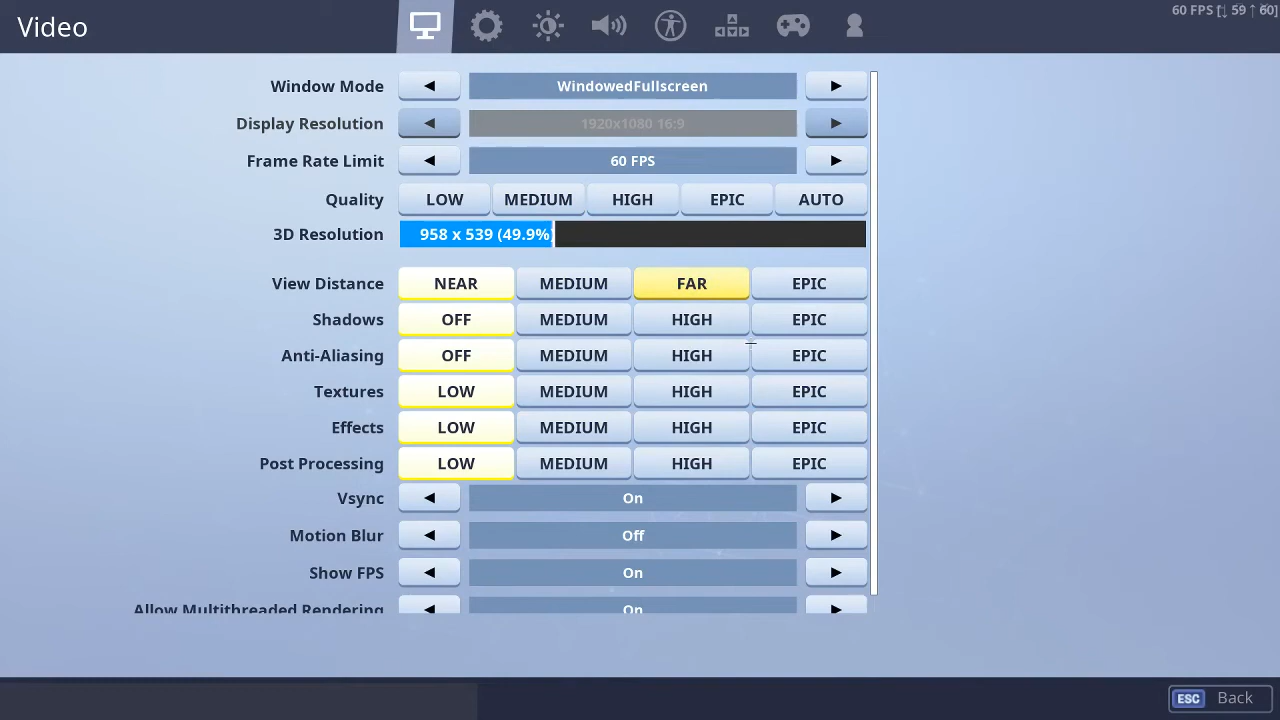 Video
60 FPS [↑↓ 59 ↑ 60]
Window Mode ◄ WindowedFullscreen ►
Display Resolution ◄ 1920x1080 16:9 ►
Frame Rate Limit ◄ 60 FPS ►
Quality LOW MEDIUM HIGH EPIC AUTO
3D Resolution 958 x 539 (49.9%
View Distance NEAR MEDIUM FAR EPIC
Shadows OFF MEDIUM HIGH EPIC
Anti-Aliasing OFF MEDIUM HIGH EPIC
Textures LOW MEDIUM HIGH EPIC
Effects LOW MEDIUM HIGH EPIC
Post Processing LOW MEDIUM HIGH EPIC
Vsync ◄ On ►
Motion Blur ◄ Off ►
Show FPS ◄ On ►
Allow Multithreaded Rendering ◄ On ►
ESC Back